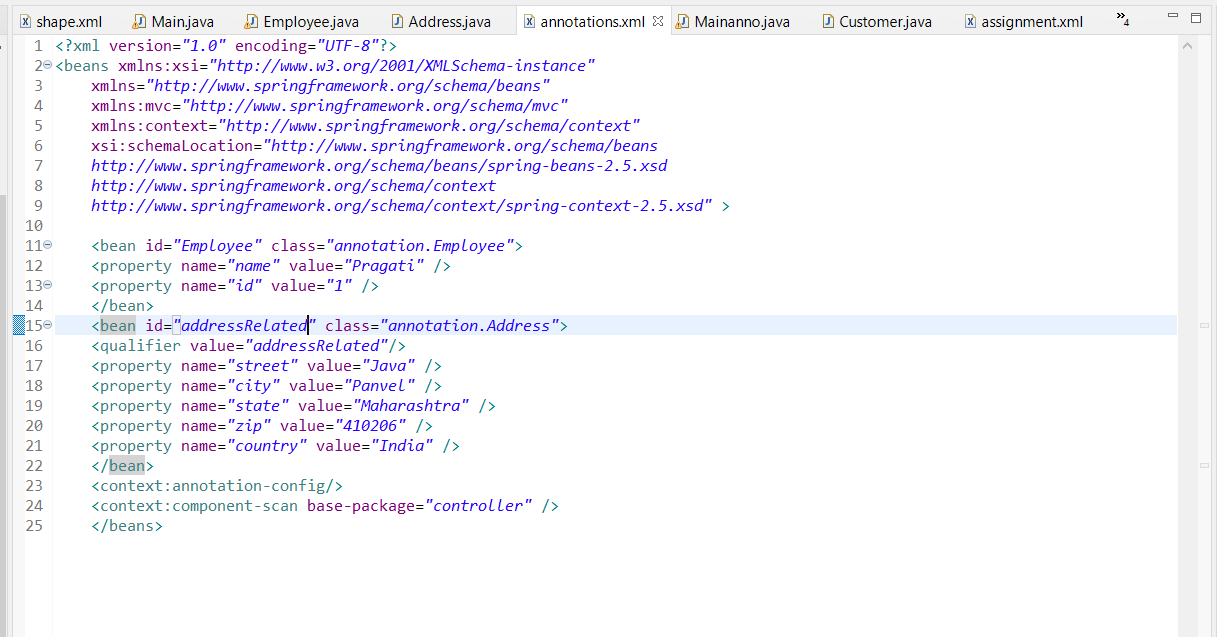 shape.xml Main.java Employee.java Address.java annotations.xml Mainanno.java Customer.java assignment.xml »4
1 <?xml version="1.0" encoding="UTF-8"?>
2 <beans xmlns:xsi="http://www.w3.org/2001/XMLSchema-instance"
3 xmlns="http://www.springframework.org/schema/beans"
4 xmlns:mvc="http://www.springframework.org/schema/mvc"
5 xmlns:context="http://www.springframework.org/schema/context"
6 xsi:schemaLocation="http://www.springframework.org/schema/beans
7 http://www.springframework.org/schema/beans/spring-beans-2.5.xsd
8 http://www.springframework.org/schema/context
9 http://www.springframework.org/schema/context/spring-context-2.5.xsd" >
10
11 <bean id="Employee" class="annotation.Employee">
12 <property name="name" value="Pragati" />
13 <property name="id" value="1" />
14 </bean>
15 <bean id="addressRelated" class="annotation.Address">
16 <qualifier value="addressRelated"/>
17 <property name="street" value="Java" />
18 <property name="city" value="Panvel" />
19 <property name="state" value="Maharashtra" />
20 <property name="zip" value="410206" />
21 <property name="country" value="India" />
22 </bean>
23 <context:annotation-config/>
24 <context:component-scan base-package="controller" />
25 </beans>